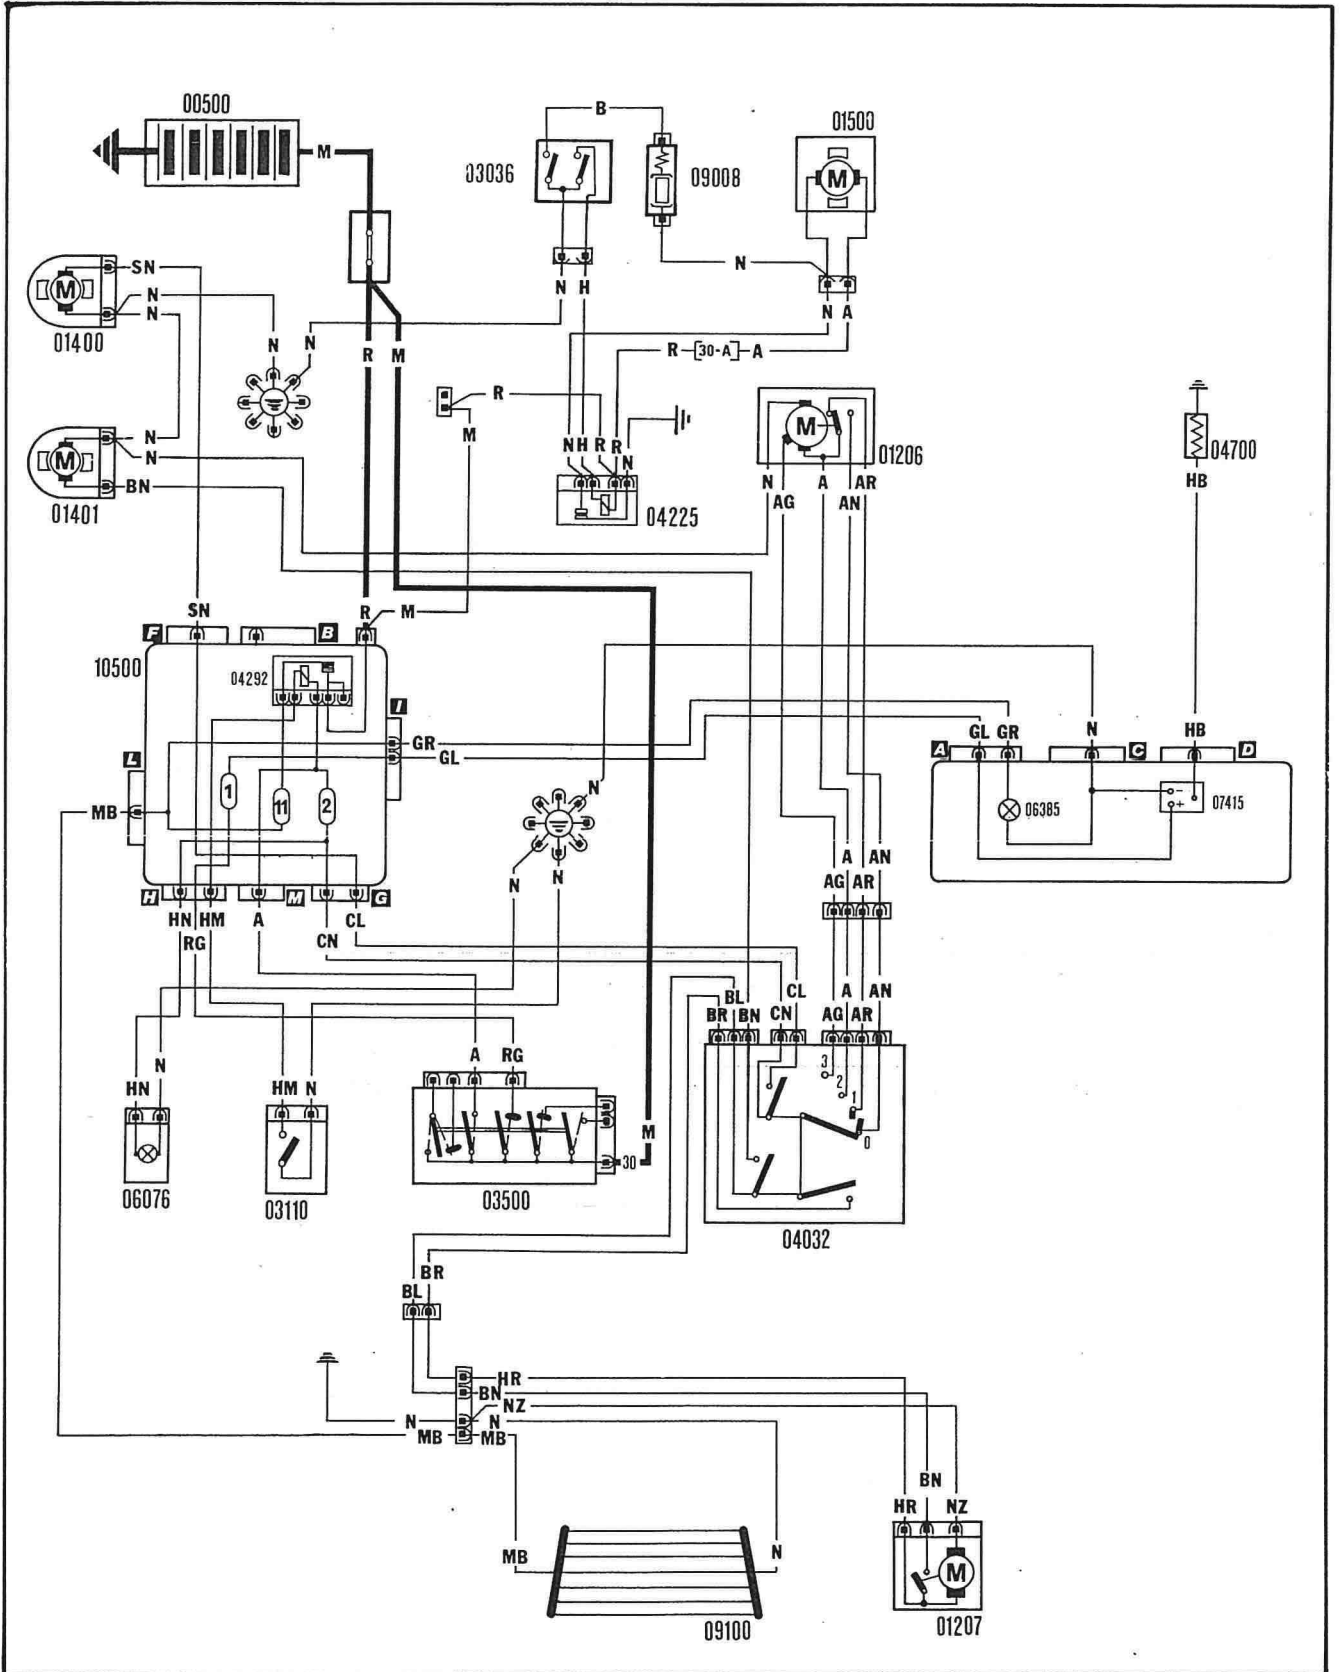 00500
M
03036
B
09008
01500
M
N
N H
N A
SN
N
N
M
01400
N N
R M
R [30-A] A
R
M
N H R R N
04225
M
01206
N AG A AN AR
04700
HB
N
N
M
BN
01401
SN
R M
F B
10500
04292
I
GR
GL
L
MB
1 11 2
N
GL GR N HB
A C D
06385
07415
- +
H M G
HN HM A CL
RG CN
N N
A AN
AG AR
BL CL A AN
BR BN CN AG AR
N
A RG
HN
HM N
3 2 1 0
M
30
06076
03110
03500
04032
BR
BL
HR
BN
NZ
N N
MB MB
BN
HR NZ
MB N
M
09100
01207